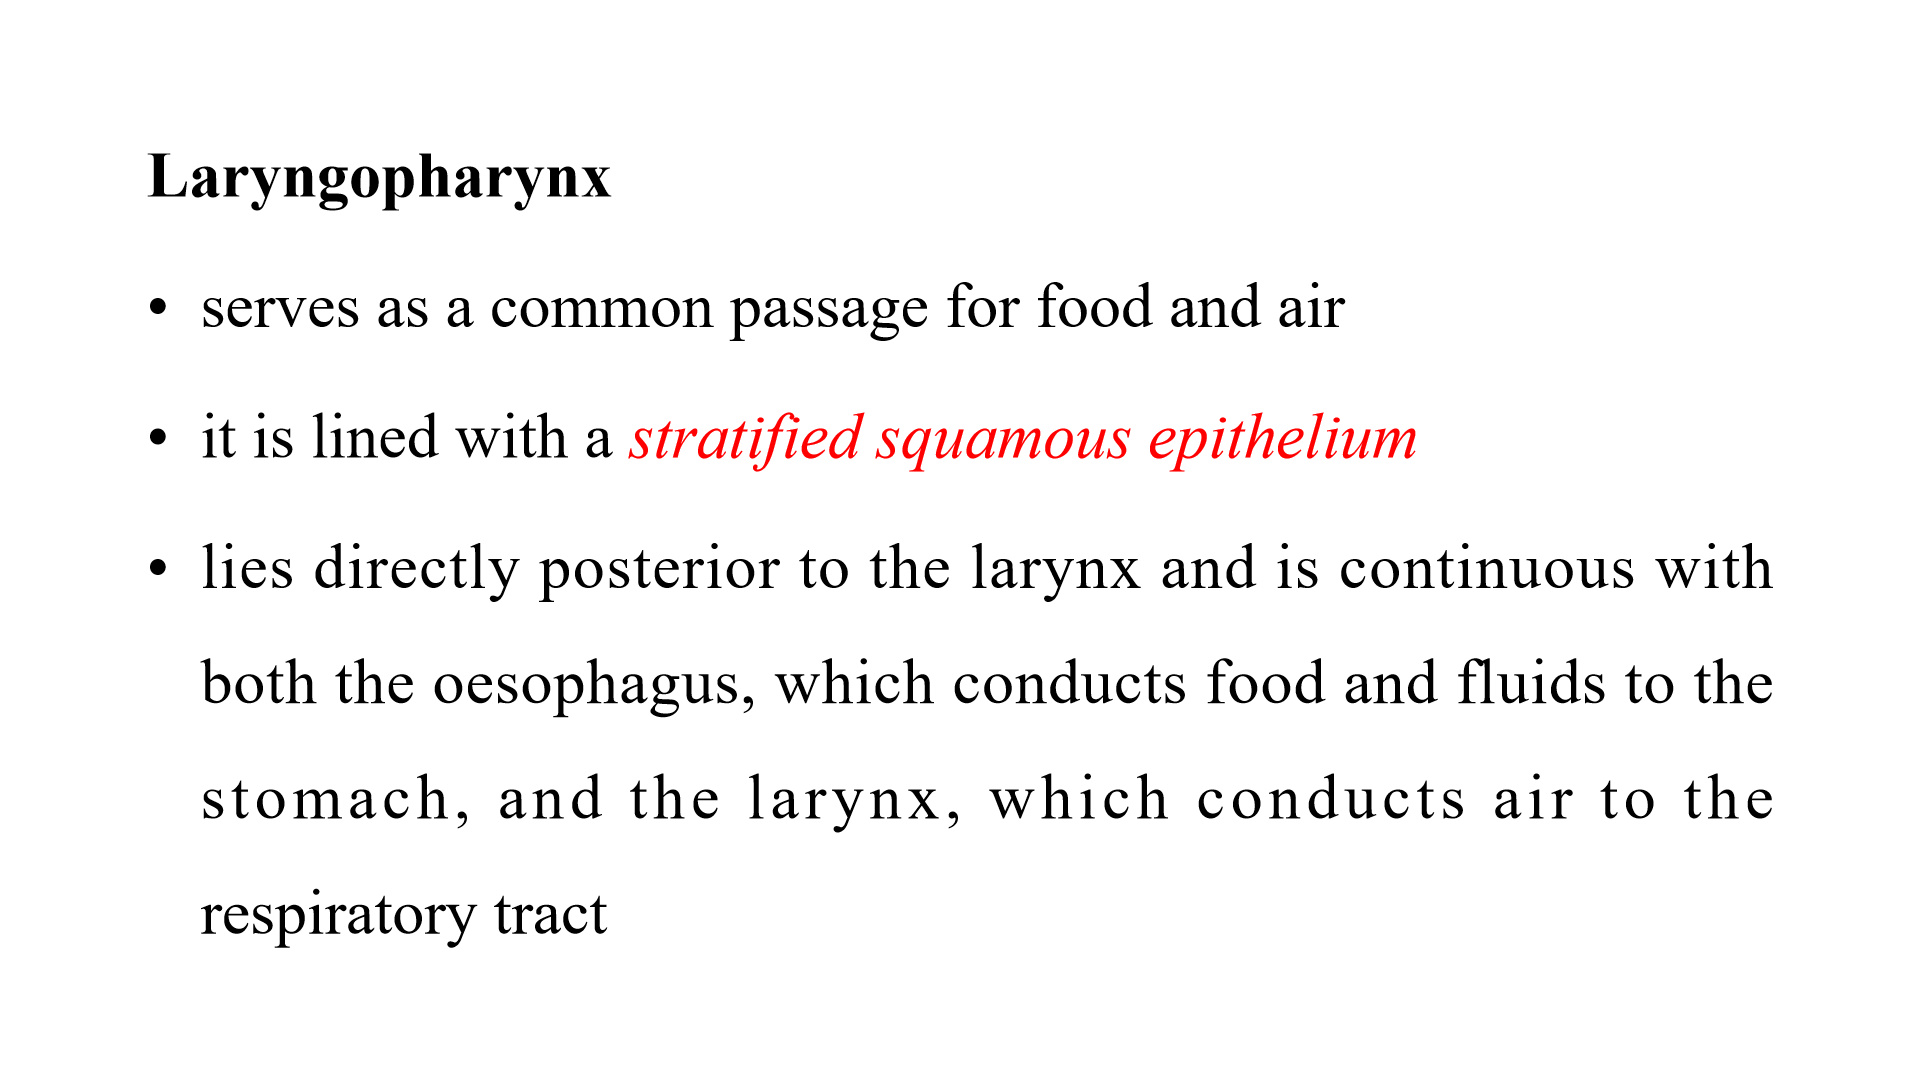 Laryngopharynx
• serves as a common passage for food and air
• it is lined with a stratified squamous epithelium
• lies directly posterior to the larynx and is continuous with
both the oesophagus, which conducts food and fluids to the
stomach, and the larynx, which conducts air to the
respiratory tract